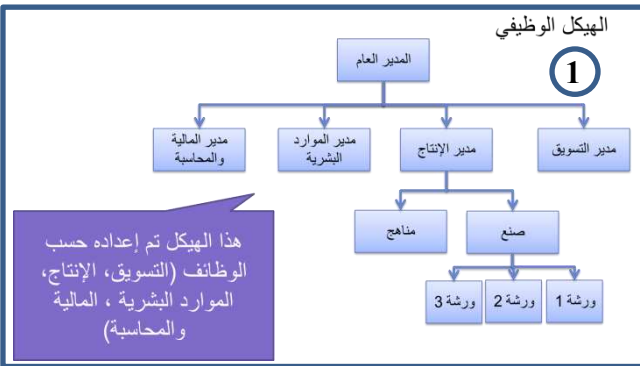 الهيكل الوظيفي
1
المدير العام
مدير التسويق
مدير الإنتاج
مدير الموارد
البشرية
مدير المالية
والمحاسبة
صنع
مناهج
ورشة 1
ورشة 2
ورشة 3
هذا الهيكل تم إعداده حسب
الوظائف (التسويق، الإنتاج،
الموارد البشرية ، المالية
والمحاسبة)